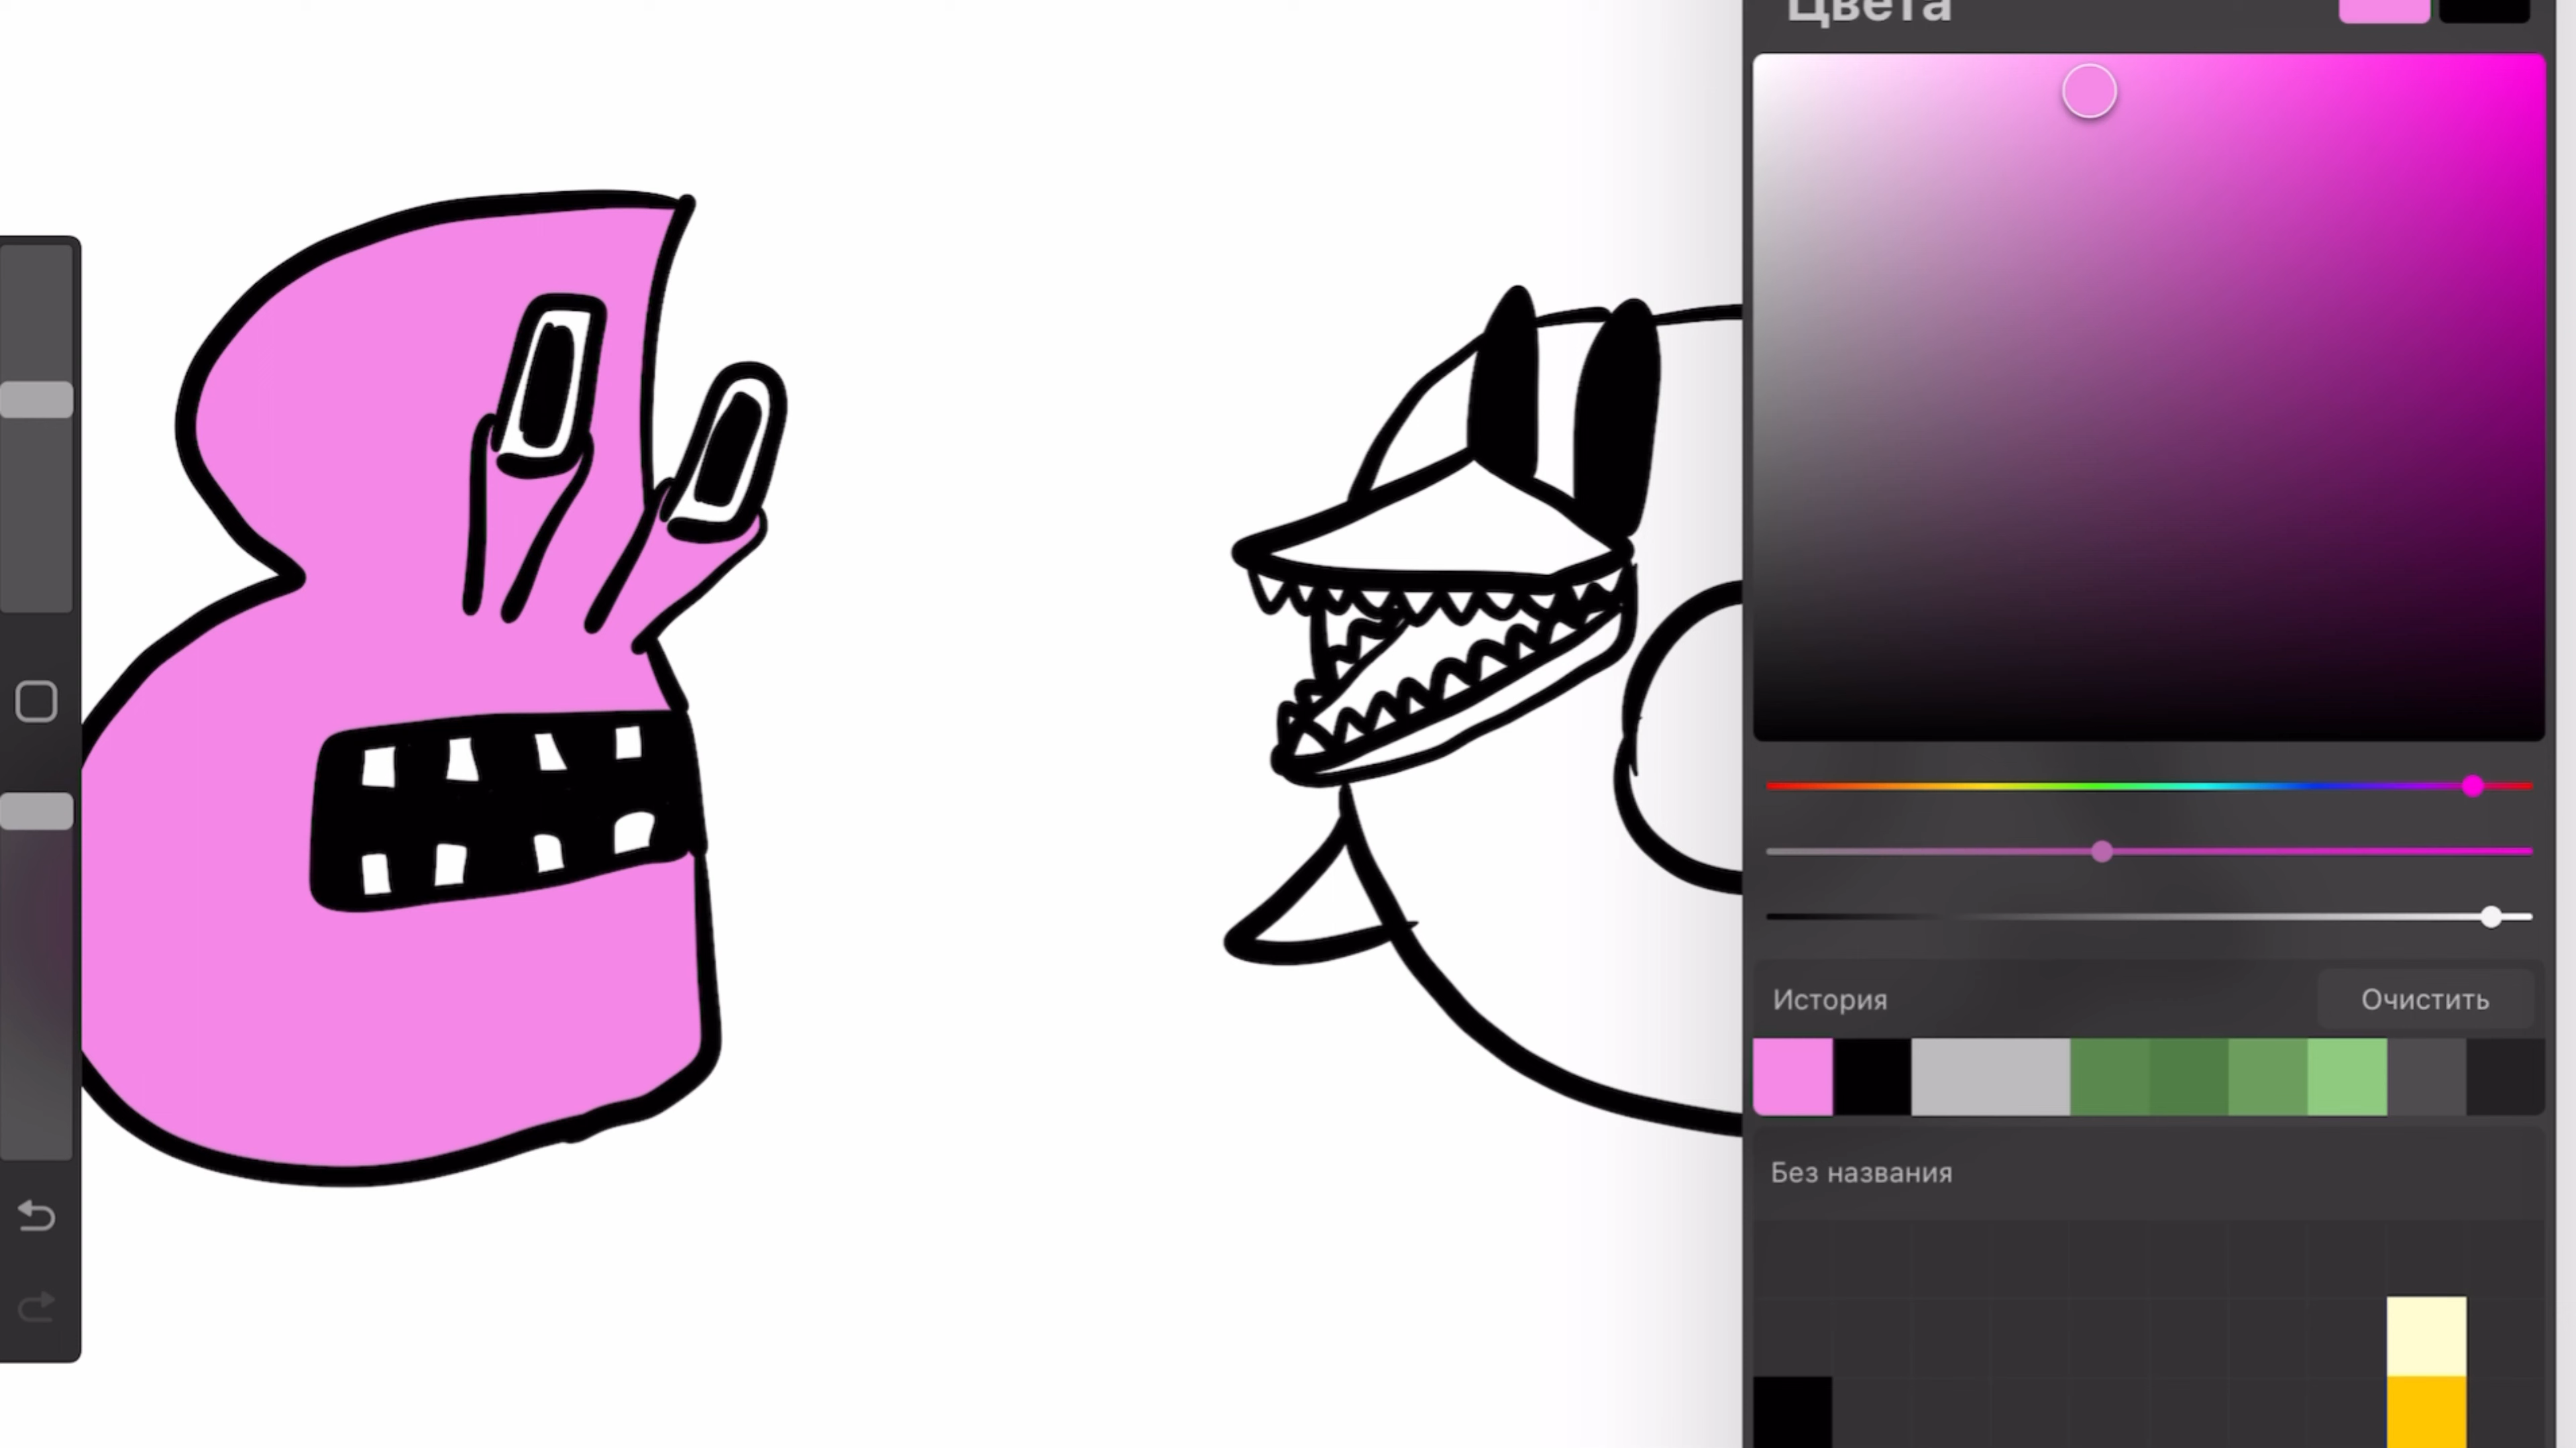 Цвета
История
Очистить
Без названия